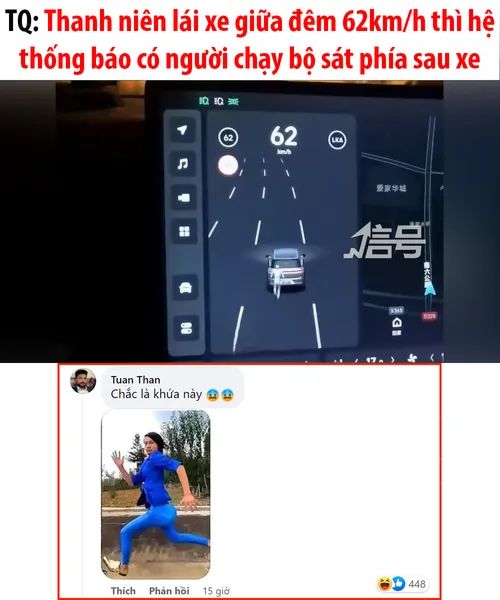 TQ: Thanh niên lái xe giữa đêm 62km/h thì hệ
thống báo có người chạy bộ sát phía sau xe
62
62
km/h
LKA
爱家华城
信号
X265
G220
Tuan Than
Chắc là khứa này 😰😰
Thích Phản hồi 15 giờ
448